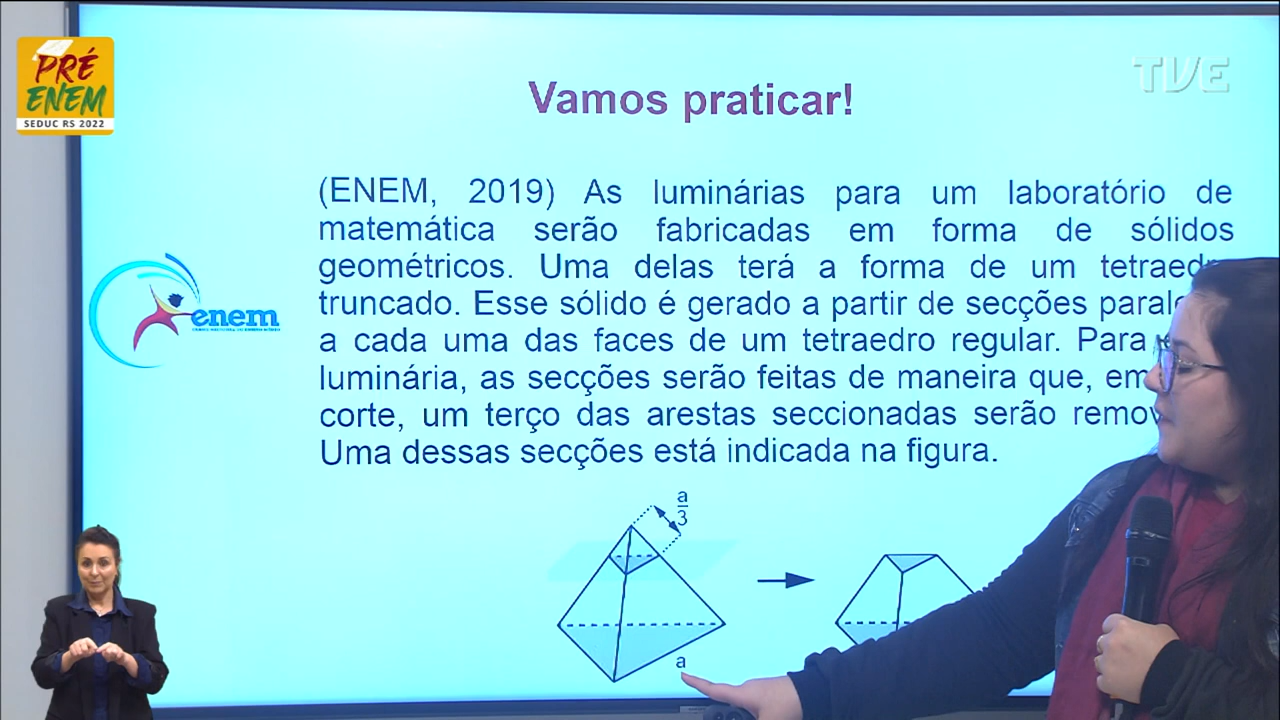 PRÉ
ENEM
SEDUC RS 2022
TVE
Vamos praticar!
(ENEM, 2019) As luminárias para um laboratório de
matemática serão fabricadas em forma de sólidos
geométricos. Uma delas terá a forma de um
truncado. Esse sólido é gerado a partir de secções
a cada uma das faces de um tetraedro regular. Para
luminária, as secções serão feitas de maneira que,
corte, um terço das arestas seccionadas serão
Uma dessas secções está indicada na figura.
enem
a
3
a